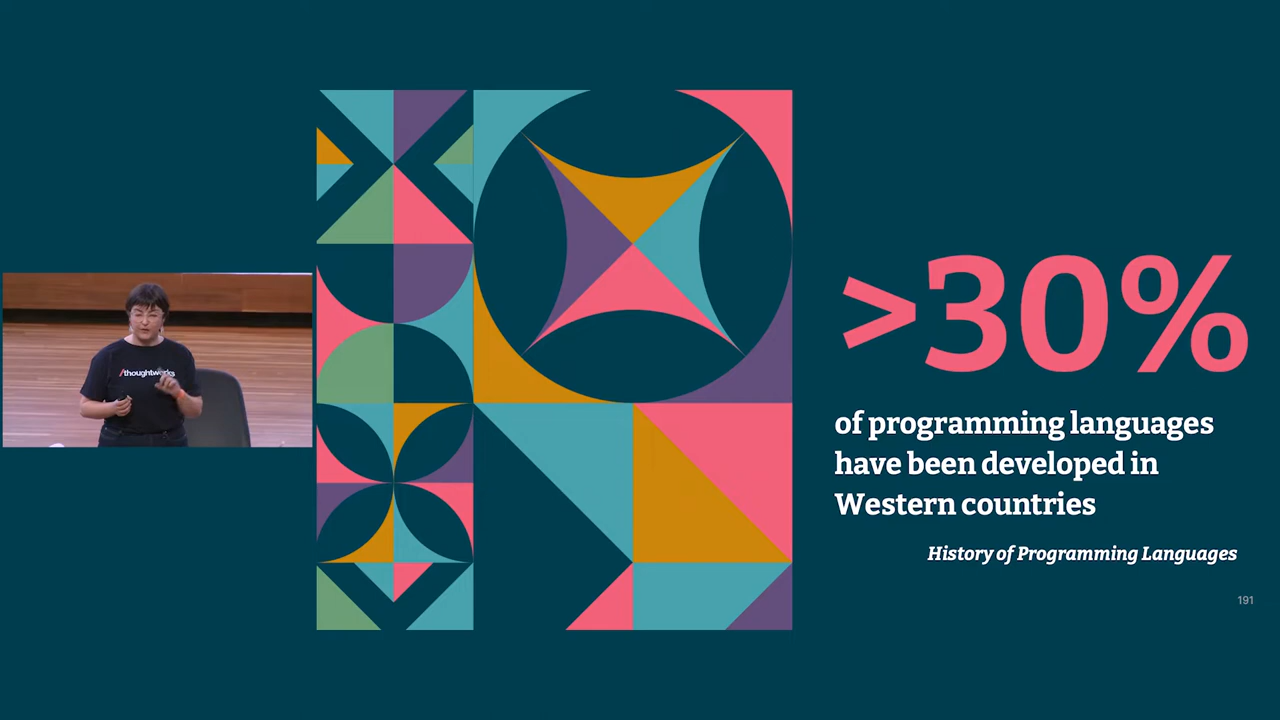 /thoughtworks
>30%
of programming languages
have been developed in
Western countries
History of Programming Languages
191